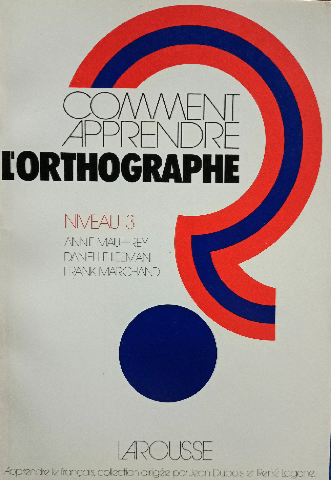 COMMENT
APPRENDRE
L'ORTHOGRAPHE
NIVEAU 3
ANNIE MAUFFREY
DANIELLE LEEMAN
FRANK MARCHAND
LAROUSSE
Apprendre le français, collection dirigée par Jean Dubois et René Lagane